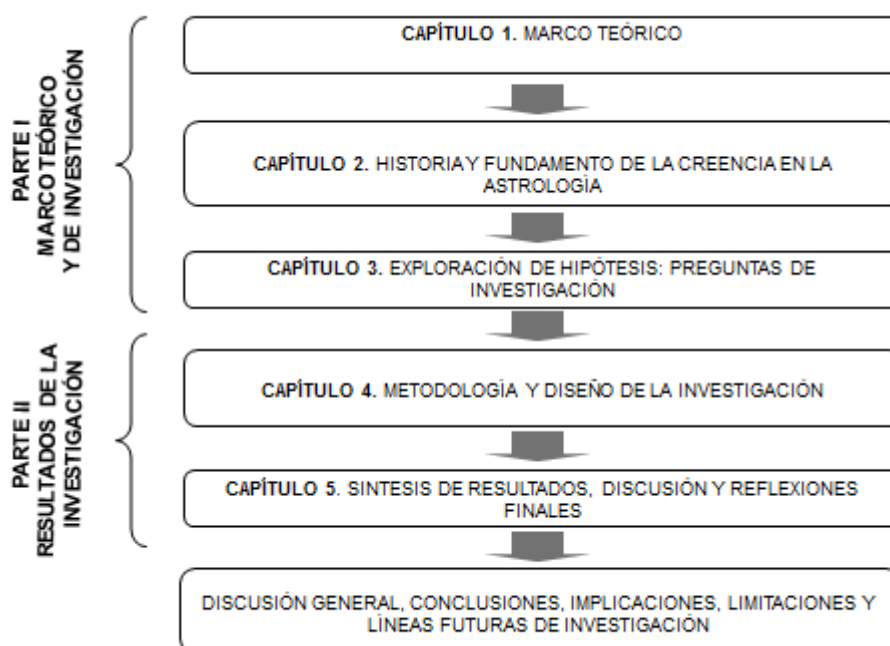 PARTE I
MARCO TEÓRICO
Y DE INVESTIGACIÓN
CAPÍTULO 1. MARCO TEÓRICO
CAPÍTULO 2. HISTORIA Y FUNDAMENTO DE LA CREENCIA EN LA
ASTROLOGÌA
CAPÍTULO 3. EXPLORACIÓN DE HIPÓTESIS: PREGUNTAS DE
INVESTIGACIÓN
PARTE II
RESULTADOS DE LA
INVESTIGACIÓN
CAPÍTULO 4. METODOLOGÌA Y DISEÑO DE LA INVESTIGACIÓN
CAPÍTULO 5. SINTESIS DE RESULTADOS, DISCUSIÓN Y REFLEXIONES
FINALES
DISCUSIÓN GENERAL, CONCLUSIONES, IMPLICACIONES, LIMITACIONES Y
LÍNEAS FUTURAS DE INVESTIGACIÓN